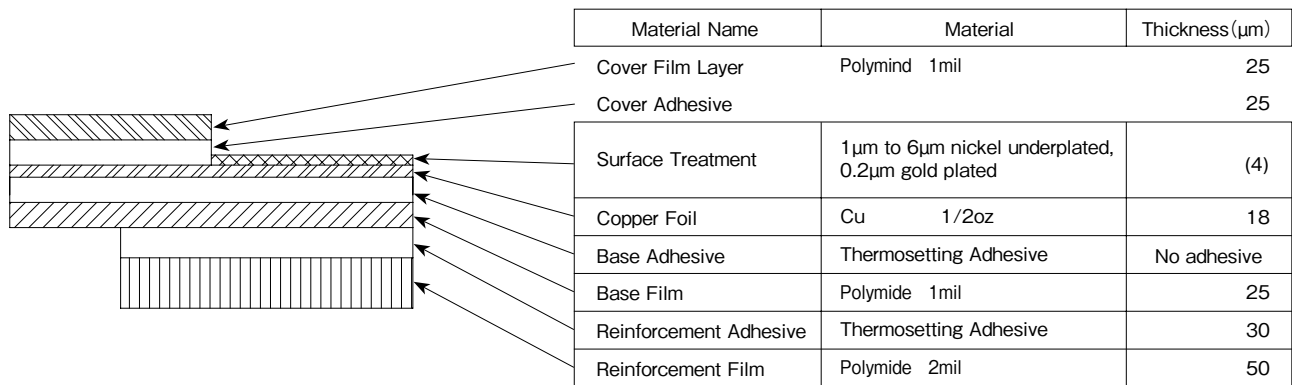 Material Name Material Thickness(μm)
Cover Film Layer Polymind 1mil 25
Cover Adhesive 25
Surface Treatment 1μm to 6μm nickel underplated, (4)
0.2μm gold plated
Copper Foil Cu 1/2oz 18
Base Adhesive Thermosetting Adhesive No adhesive
Base Film Polymide 1mil 25
Reinforcement Adhesive Thermosetting Adhesive 30
Reinforcement Film Polymide 2mil 50